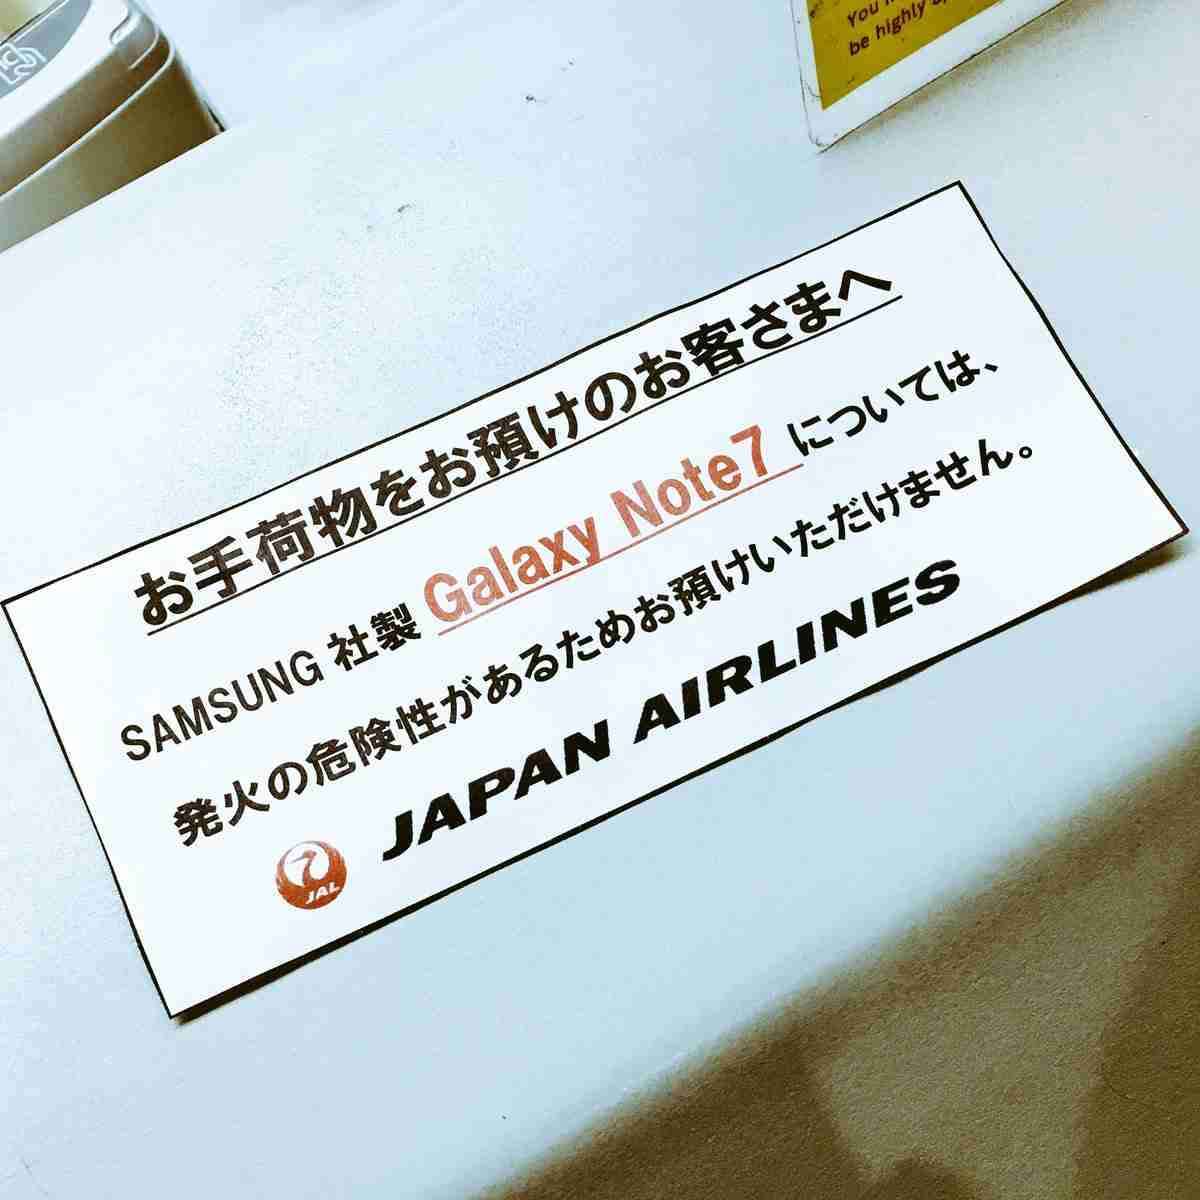 You
be highly
お手荷物をお預けのお客さまへ
SAMSUNG 社製 Galaxy Note7 については、
発火の危険性があるためお預けいただけません。
JAL JAPAN AIRLINES